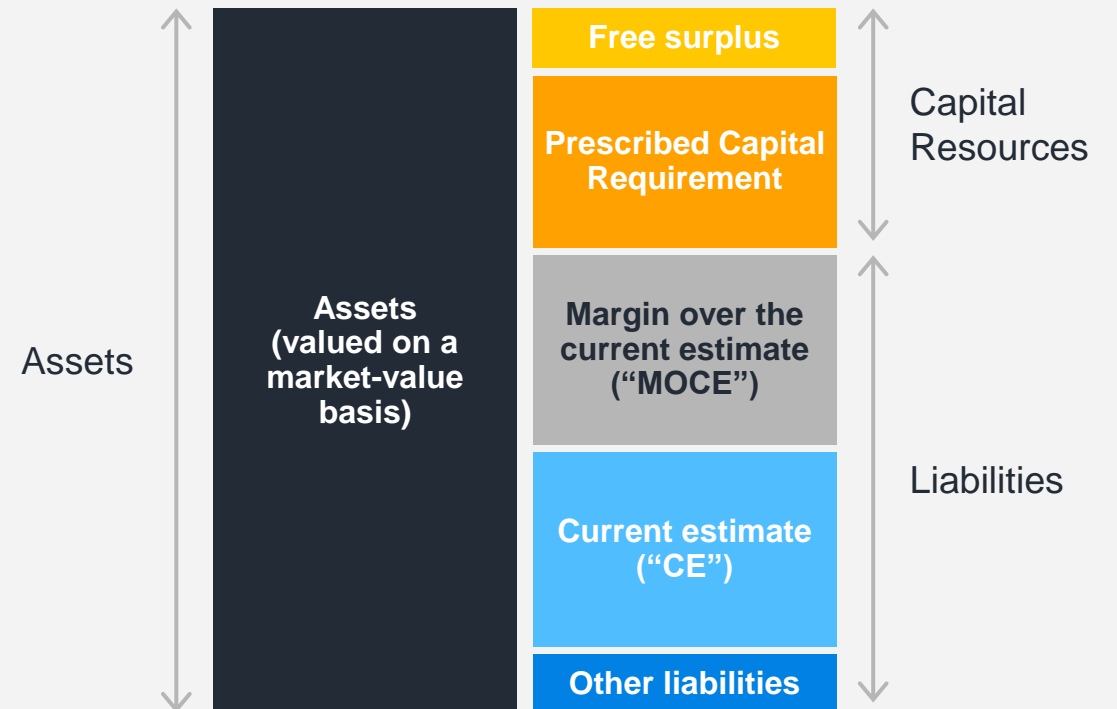 Assets
Assets
(valued on a
market-value
basis)
Free surplus
Prescribed Capital
Requirement
Margin over the
current estimate
(“MOCE”)
Current estimate
(“CE”)
Other liabilities
Capital
Resources
Liabilities